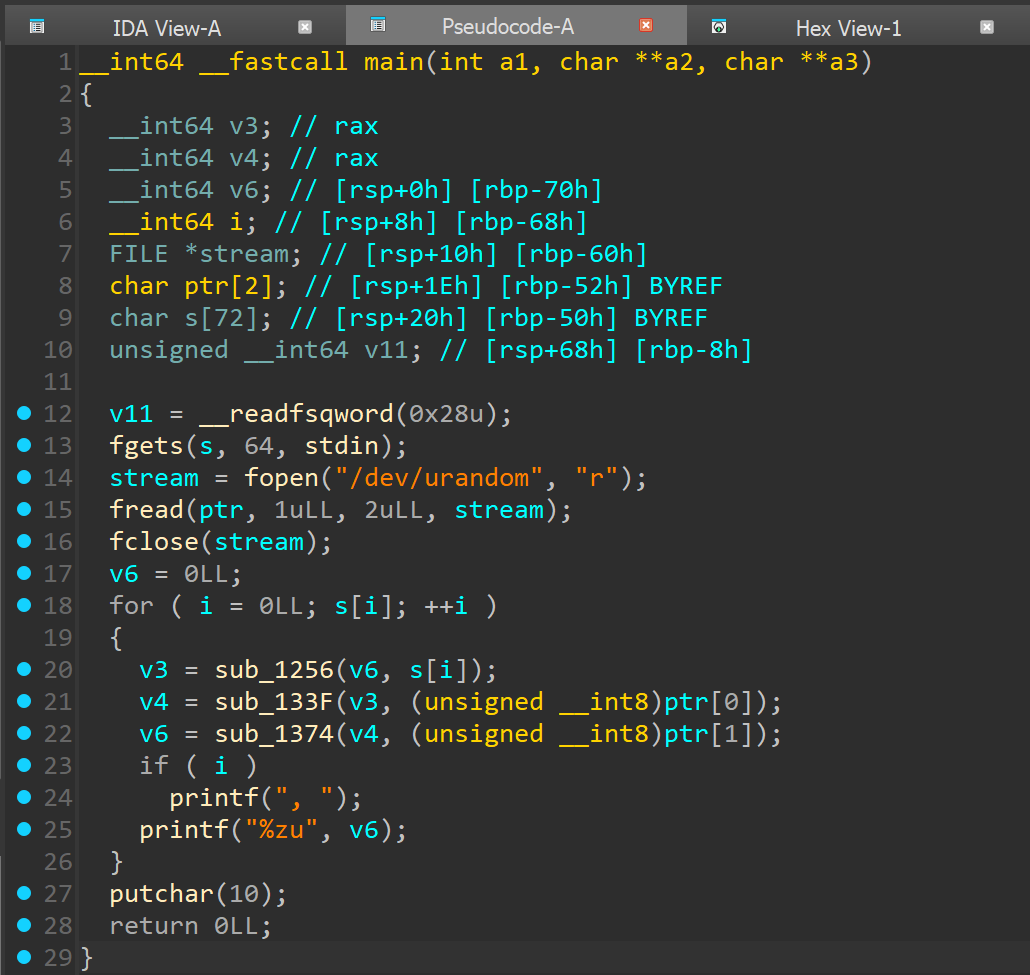 IDA View-A Pseudocode-A Hex View-1
1 __int64 __fastcall main(int a1, char **a2, char **a3)
2 {
3   __int64 v3; // rax
4   __int64 v4; // rax
5   __int64 v6; // [rsp+0h] [rbp-70h]
6   __int64 i; // [rsp+8h] [rbp-68h]
7   FILE *stream; // [rsp+10h] [rbp-60h]
8   char ptr[2]; // [rsp+1Eh] [rbp-52h] BYREF
9   char s[72]; // [rsp+20h] [rbp-50h] BYREF
10   unsigned __int64 v11; // [rsp+68h] [rbp-8h]
11
12   v11 = __readfsqword(0x28u);
13   fgets(s, 64, stdin);
14   stream = fopen("/dev/urandom", "r");
15   fread(ptr, 1uLL, 2uLL, stream);
16   fclose(stream);
17   v6 = 0LL;
18   for ( i = 0LL; s[i]; ++i )
19   {
20     v3 = sub_1256(v6, s[i]);
21     v4 = sub_133F(v3, (unsigned __int8)ptr[0]);
22     v6 = sub_1374(v4, (unsigned __int8)ptr[1]);
23     if ( i )
24       printf(", ");
25     printf("%zu", v6);
26   }
27   putchar(10);
28   return 0LL;
29 }